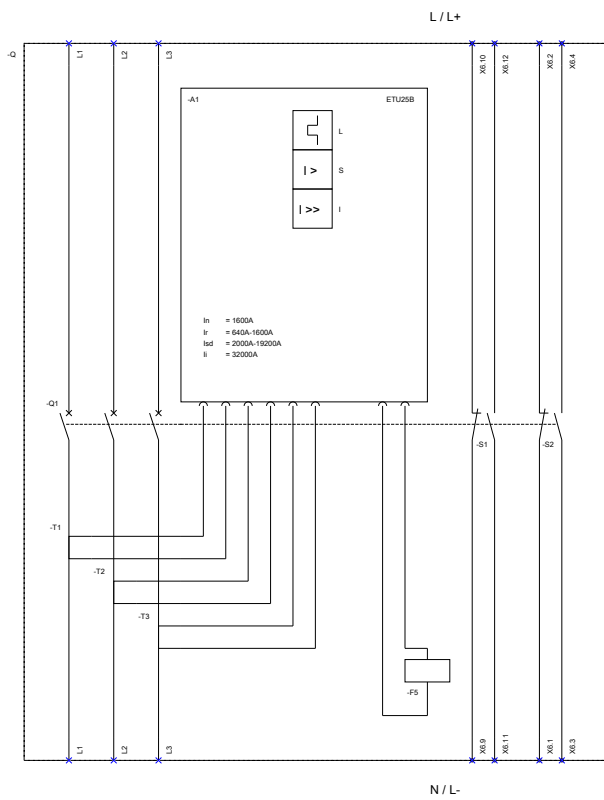 L / L+
-Q
L1
L2
L3
X6.10
X6.12
X6.2
X6.4
-A1
ETU25B
L
I >
S
I >>
I
In = 1600A
Ir = 640A-1600A
Isd = 2000A-19200A
Ii = 32000A
-Q1
-S1
-S2
-T1
-T2
-T3
-F5
L1
L2
L3
X6.9
X6.11
X6.1
X6.3
N / L-